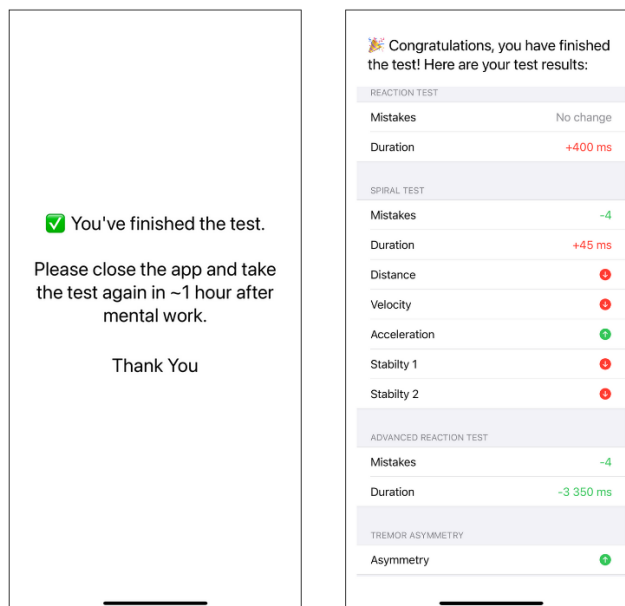 ✅ You've finished the test.
Please close the app and take
the test again in ~1 hour after
mental work.
Thank You
🎉 Congratulations, you have finished
the test! Here are your test results:
REACTION TEST
Mistakes No change
Duration +400 ms
SPIRAL TEST
Mistakes -4
Duration +45 ms
Distance ↓
Velocity ↓
Acceleration ↑
Stabilty 1 ↓
Stabilty 2 ↓
ADVANCED REACTION TEST
Mistakes -4
Duration -3 350 ms
TREMOR ASYMMETRY
Asymmetry ↑